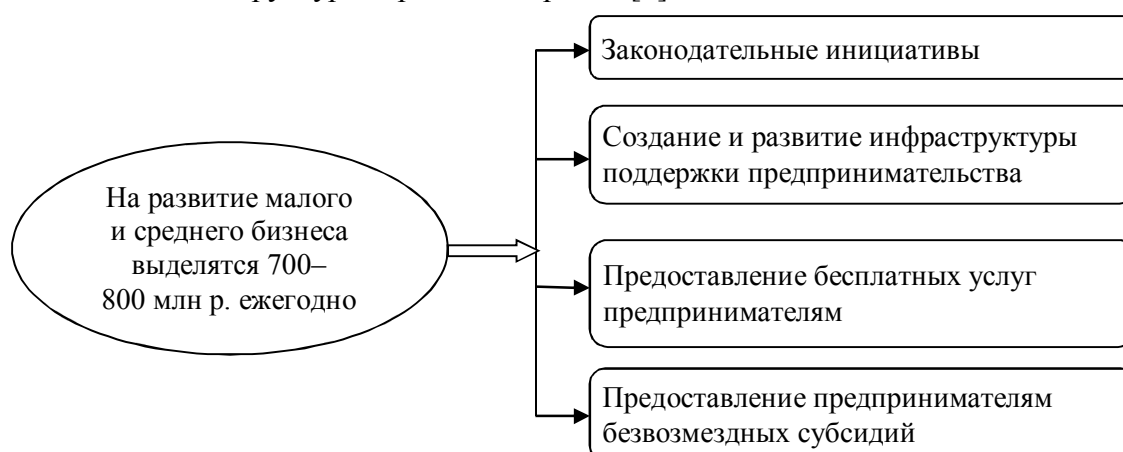 Законодательные инициативы
Создание и развитие инфраструктуры
поддержки предпринимательства
На развитие малого
и среднего бизнеса
выделятся 700–
800 млн р. ежегодно
Предоставление бесплатных услуг
предпринимателям
Предоставление предпринимателям
безвозмездных субсидий